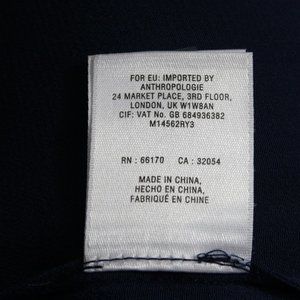 FOR EU: IMPORTED BY
ANTHROPOLOGIE
24 MARKET PLACE, 3RD FLOOR,
LONDON, UK W1W8AN
CIF: VAT No. GB 684936382
M14562RY3
RN : 66170 CA : 32054
MADE IN CHINA,
HECHO EN CHINA,
FABRIQUÉ EN CHINE